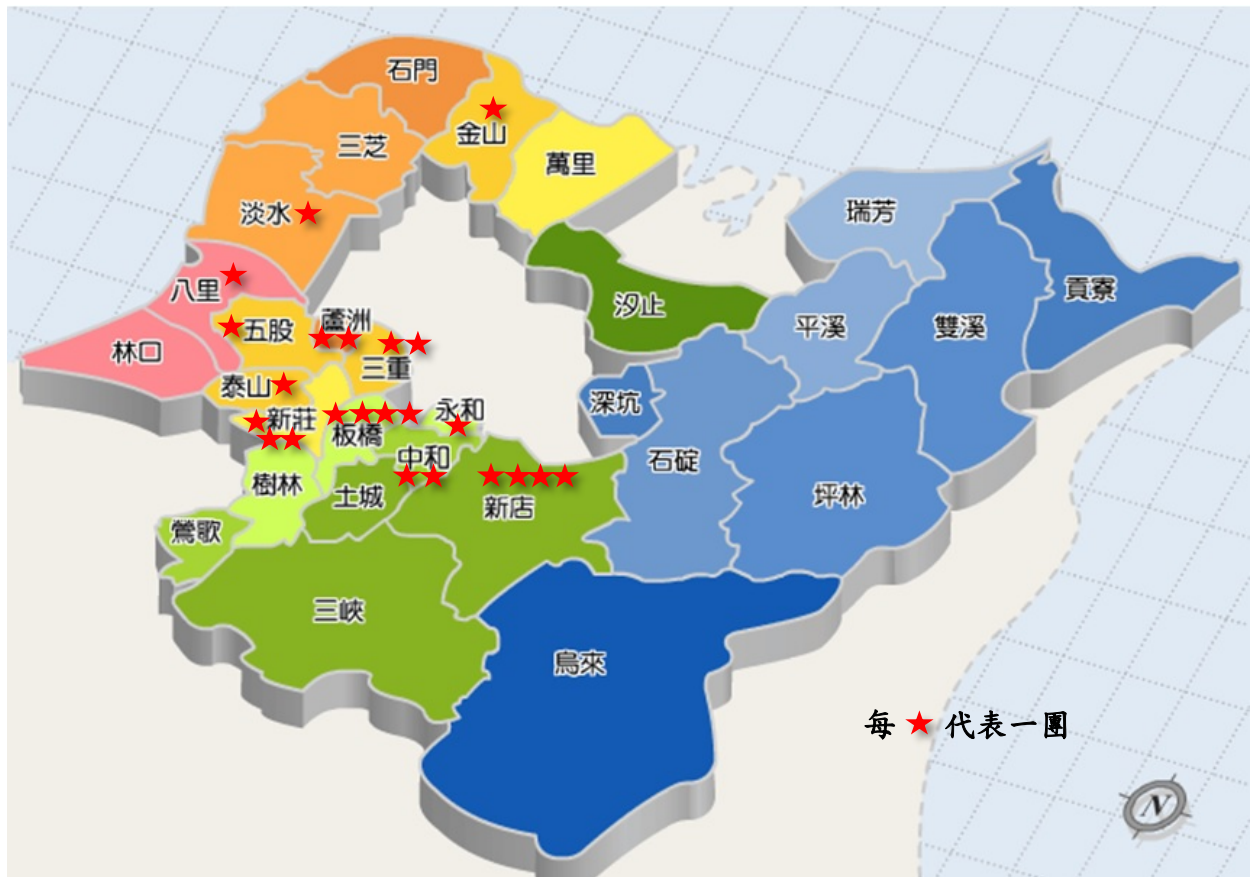 石門
金山
三芝
萬里
瑞芳
淡水
八里
貢寮
汐止
蘆洲
平溪
雙溪
五股
林口
三重
泰山
深坑
永和
新莊
板橋
中和
石碇
樹林
土城
坪林
新店
鶯歌
三峽
烏來
每 ★ 代表一團
N